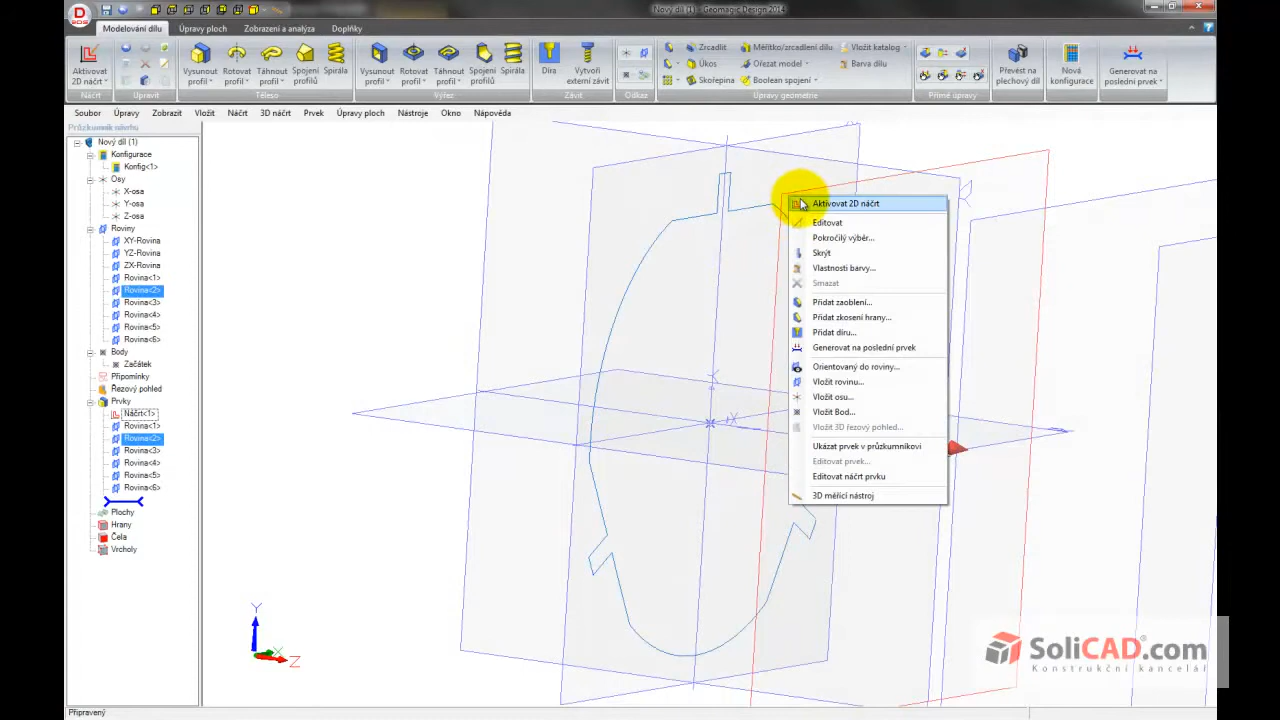 Nový díl (1) - Geomagic Design 2014
Modelování dílu
Úpravy ploch
Zobrazení a analýza
Doplňky
Aktivovat 2D náčrt
Vysunout profil
Rotovat profil
Táhnout profil
Spojení profilů
Spirála
Vysunout profil
Rotovat profil
Táhnout profil
Spojení profilů
Spirála
Díra
Vytvoří externí závit
Zrcadlit
Úkos
Skořepina
Měřítko/zrcadlení dílu
Ořezat model
Boolean spojení
Vložit katalog
Barva dílu
Převést na plechový díl
Nová konfigurace
Generovat na poslední prvek
Náčrt
Upravit
Těleso
Výřez
Závit
Odkaz
Úpravy geometrie
Přímé úpravy
Soubor
Úpravy
Zobrazit
Vložit
Náčrt
3D náčrt
Prvek
Úpravy ploch
Nástroje
Okno
Nápověda
Průzkumník návrhu
Nový díl (1)
Konfigurace
Konfig<1>
Osy
X-osa
Y-osa
Z-osa
Roviny
XY-Rovina
YZ-Rovina
ZX-Rovina
Rovina<1>
Rovina<2>
Rovina<3>
Rovina<4>
Rovina<5>
Rovina<6>
Body
Začátek
Připomínky
Řezový pohled
Prvky
Náčrt<1>
Rovina<1>
Rovina<2>
Rovina<3>
Rovina<4>
Rovina<5>
Rovina<6>
Plochy
Hrany
Čela
Vrcholy
Aktivovat 2D náčrt
Editovat
Pokročilý výběr...
Skrýt
Vlastnosti barvy...
Smazat
Přidat zaoblení...
Přidat zkosení hrany...
Přidat díru...
Generovat na poslední prvek
Orientovaný do roviny...
Vložit rovinu...
Vložit osu...
Vložit Bod...
Vložit 3D řezový pohled...
Ukázat prvek v průzkumníkovi
Editovat prvek...
Editovat náčrt prvku
3D měřící nástroj
X
Y
X
Z
SoliCAD.com
Konstrukční kancelář
Připravený